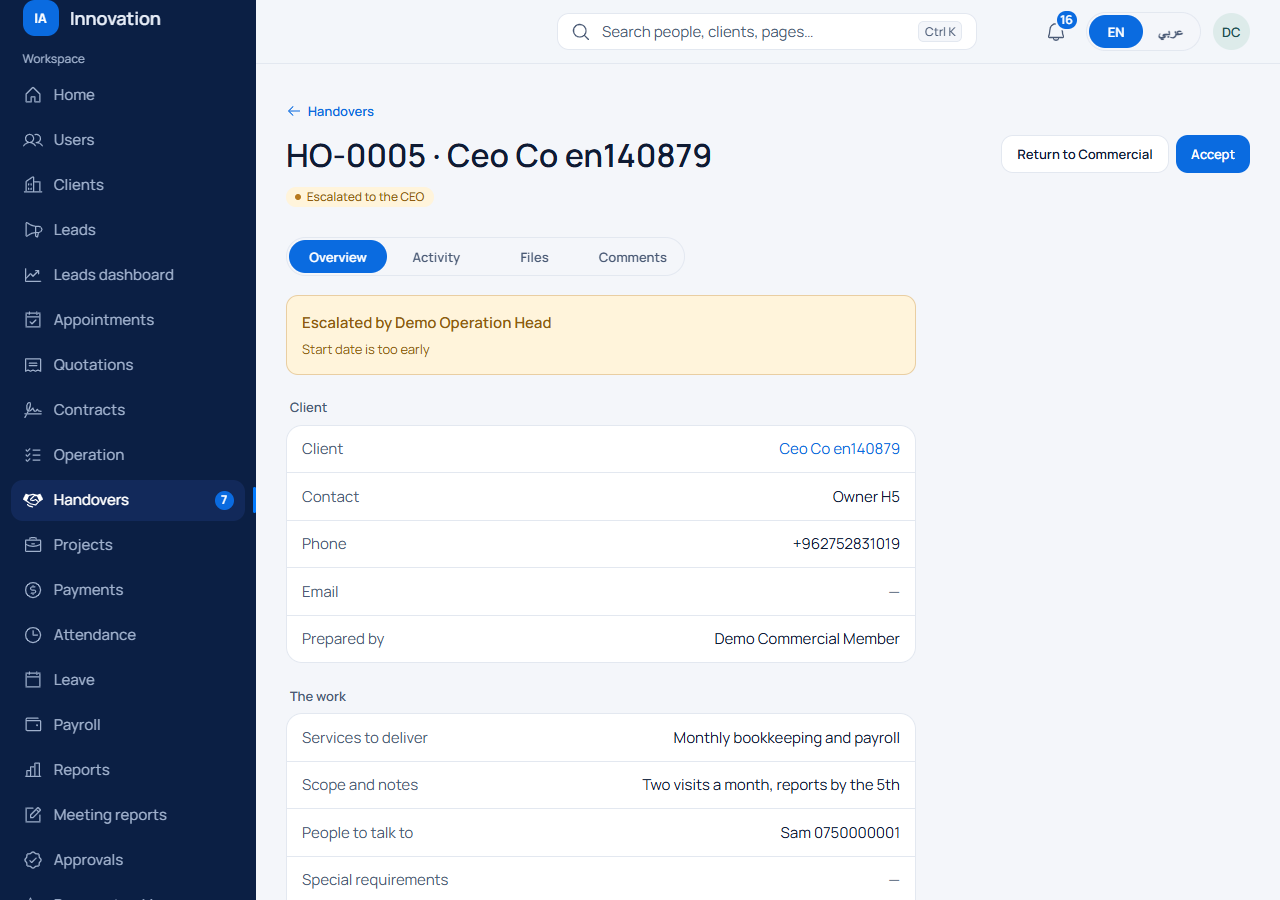 IA Innovation
Workspace
Home
Users
Clients
Leads
Leads dashboard
Appointments
Quotations
Contracts
Operation
Handovers 7
Projects
Payments
Attendance
Leave
Payroll
Reports
Meeting reports
Approvals
Search people, clients, pages... Ctrl K
16
EN عربي DC
Handovers
HO-0005 · Ceo Co en140879
Return to Commercial Accept
Escalated to the CEO
Overview Activity Files Comments
Escalated by Demo Operation Head
Start date is too early
Client
Client Ceo Co en140879
Contact Owner H5
Phone +962752831019
Email —
Prepared by Demo Commercial Member
The work
Services to deliver Monthly bookkeeping and payroll
Scope and notes Two visits a month, reports by the 5th
People to talk to Sam 0750000001
Special requirements —